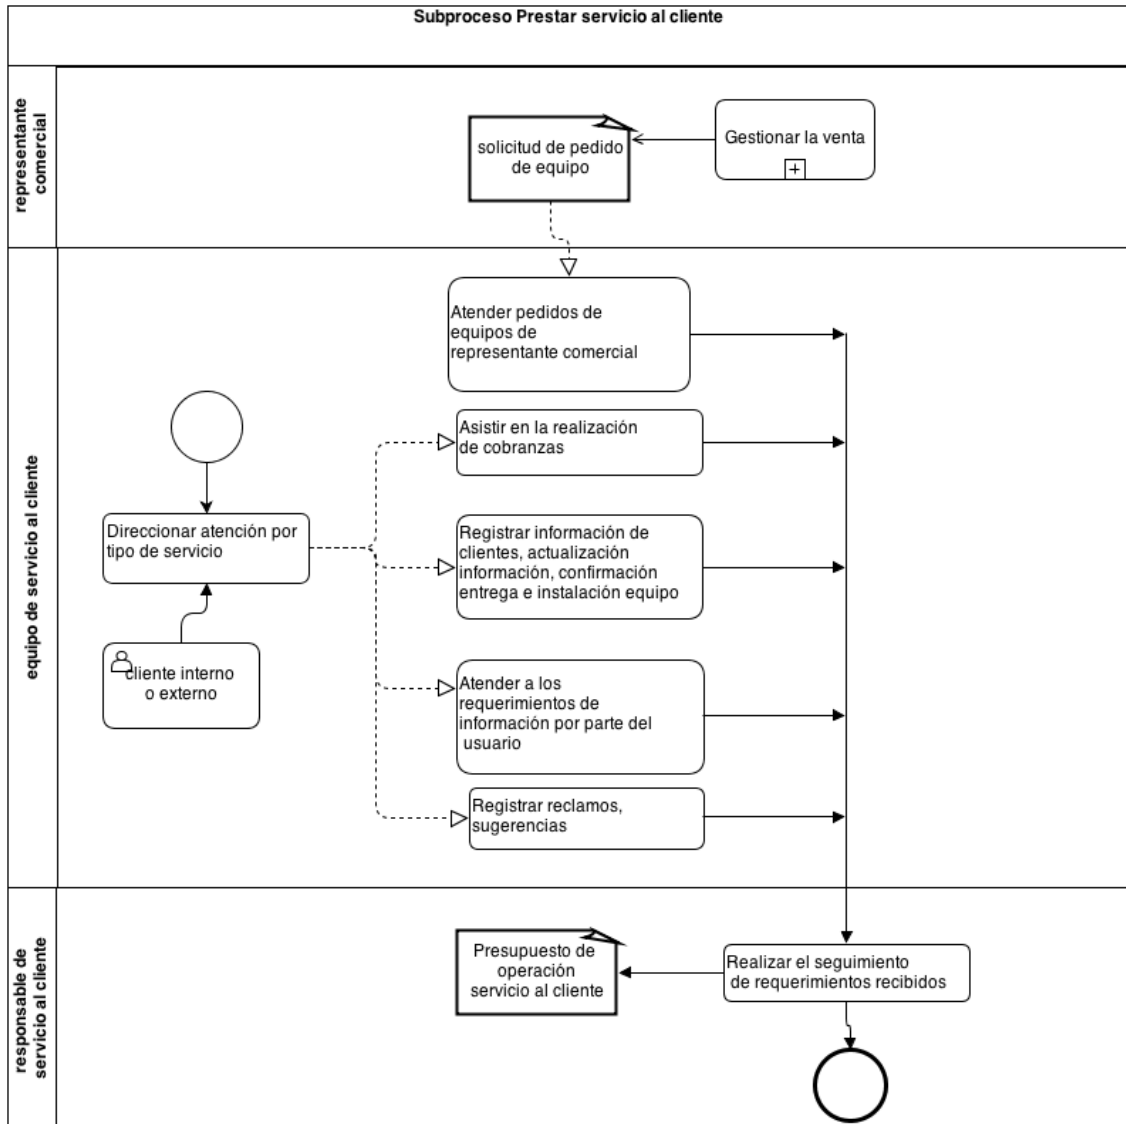 Subproceso Prestar servicio al cliente
representante
comercial
solicitud de pedido
de equipo
Gestionar la venta
equipo de servicio al cliente
Atender pedidos de
equipos de
representante comercial
Asistir en la realización
de cobranzas
Direccionar atención por
tipo de servicio
Registrar información de
clientes, actualización
información, confirmación
entrega e instalación equipo
cliente interno
o externo
Atender a los
requerimientos de
información por parte del
usuario
Registrar reclamos,
sugerencias
responsable de
servicio al cliente
Presupuesto de
operación
servicio al cliente
Realizar el seguimiento
de requerimientos recibidos